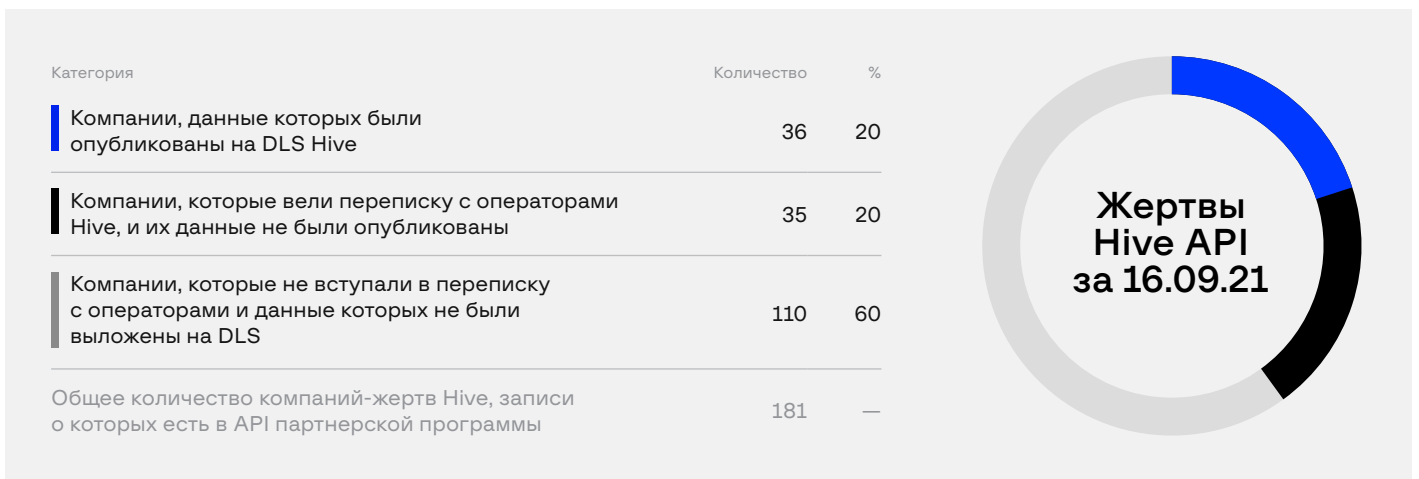 Категория Количество %
Компании, данные которых были
опубликованы на DLS Hive
36 20
Компании, которые вели переписку с операторами
Hive, и их данные не были опубликованы
35 20
Компании, которые не вступали в переписку
с операторами и данные которых не были
выложены на DLS
110 60
Общее количество компаний-жертв Hive, записи
о которых есть в API партнерской программы
181 —
Жертвы
Hive API
за 16.09.21